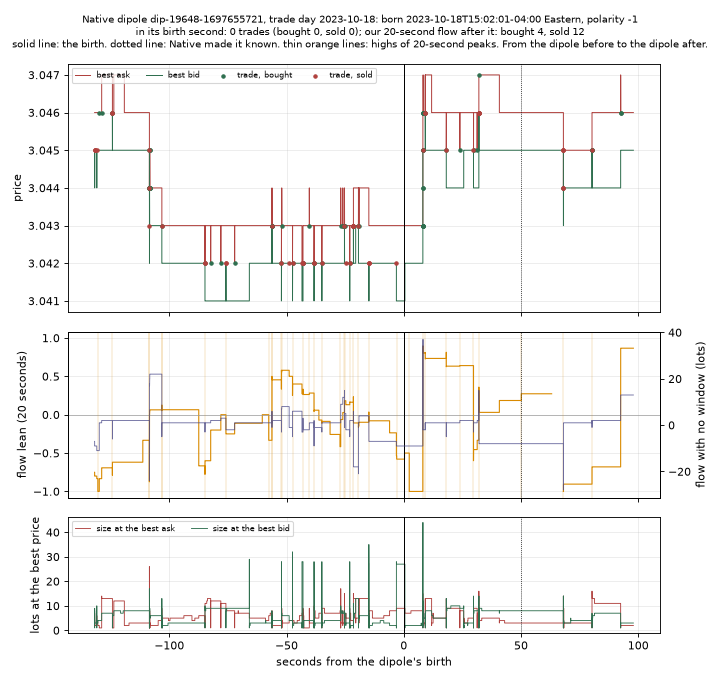 Native dipole dip-19648-1697655721, trade day 2023-10-18: born 2023-10-18T15:02:01-04:00 Eastern, polarity -1
in its birth second: 0 trades (bought 0, sold 0); our 20-second flow after it: bought 4, sold 12
solid line: the birth. dotted line: Native made it known. thin orange lines: highs of 20-second peaks. From the dipole before to the dipole after.
best ask
best bid
trade, bought
trade, sold
3.047
3.046
3.045
3.044
3.043
3.042
3.041
price
1.0
0.5
0.0
−0.5
−1.0
flow lean (20 seconds)
40
20
0
−20
flow with no window (lots)
size at the best ask
size at the best bid
40
30
20
10
0
lots at the best price
−100
−50
0
50
100
seconds from the dipole's birth